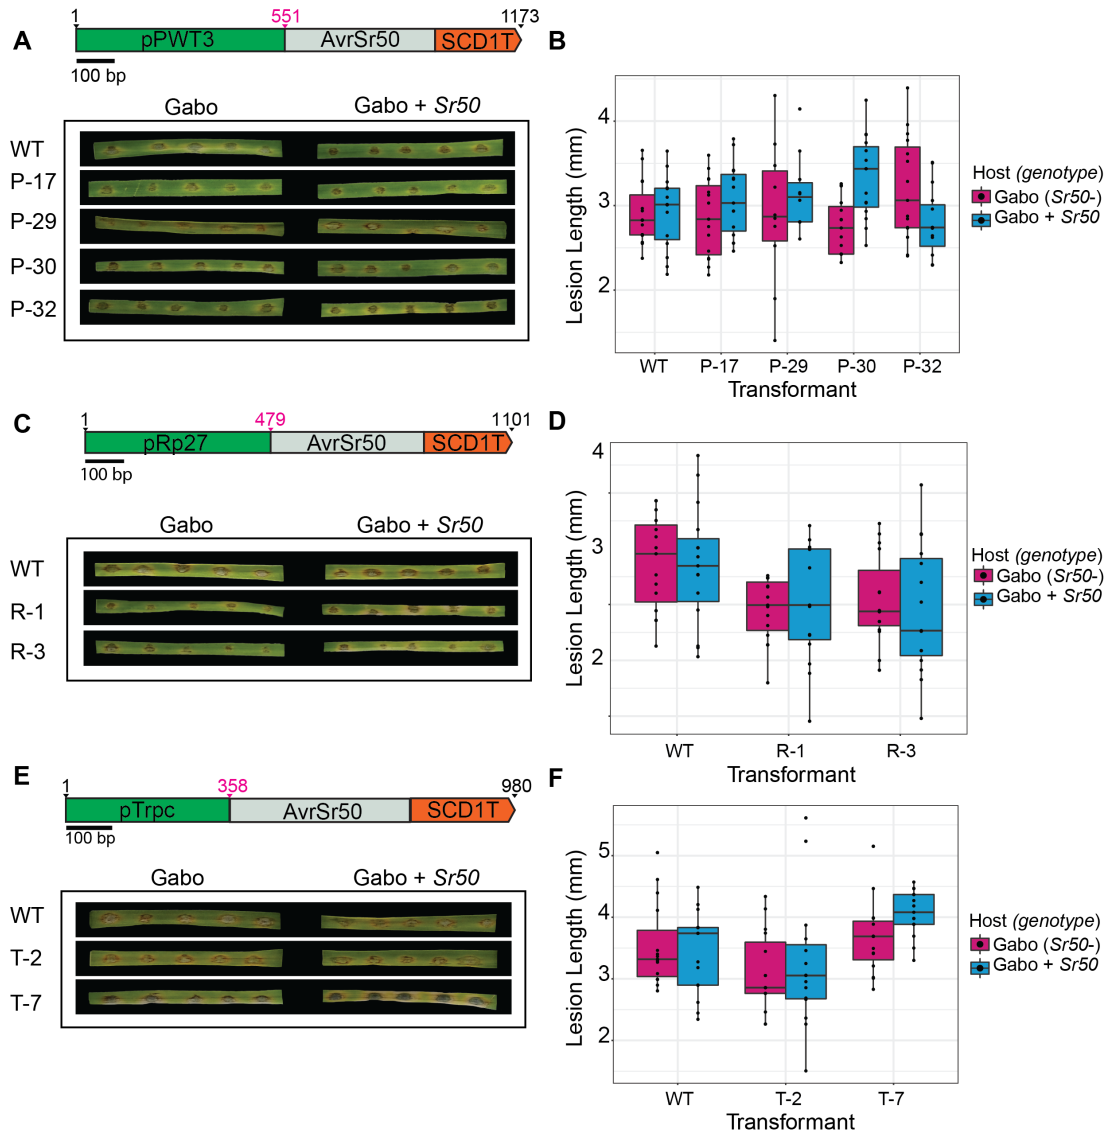 A
1 551 1173
pPWT3 AvrSr50 SCD1T
100 bp
Gabo Gabo + Sr50
WT
P-17
P-29
P-30
P-32
B
Lesion Length (mm)
4
3
2
WT P-17 P-29 P-30 P-32
Transformant
Host (genotype)
Gabo (Sr50-)
Gabo + Sr50
C
1 479 1101
pRp27 AvrSr50 SCD1T
100 bp
Gabo Gabo + Sr50
WT
R-1
R-3
D
Lesion Length (mm)
4
3
2
WT R-1 R-3
Transformant
Host (genotype)
Gabo (Sr50-)
Gabo + Sr50
E
1 358 980
pTrpc AvrSr50 SCD1T
100 bp
Gabo Gabo + Sr50
WT
T-2
T-7
F
Lesion Length (mm)
5
4
3
2
WT T-2 T-7
Transformant
Host (genotype)
Gabo (Sr50-)
Gabo + Sr50